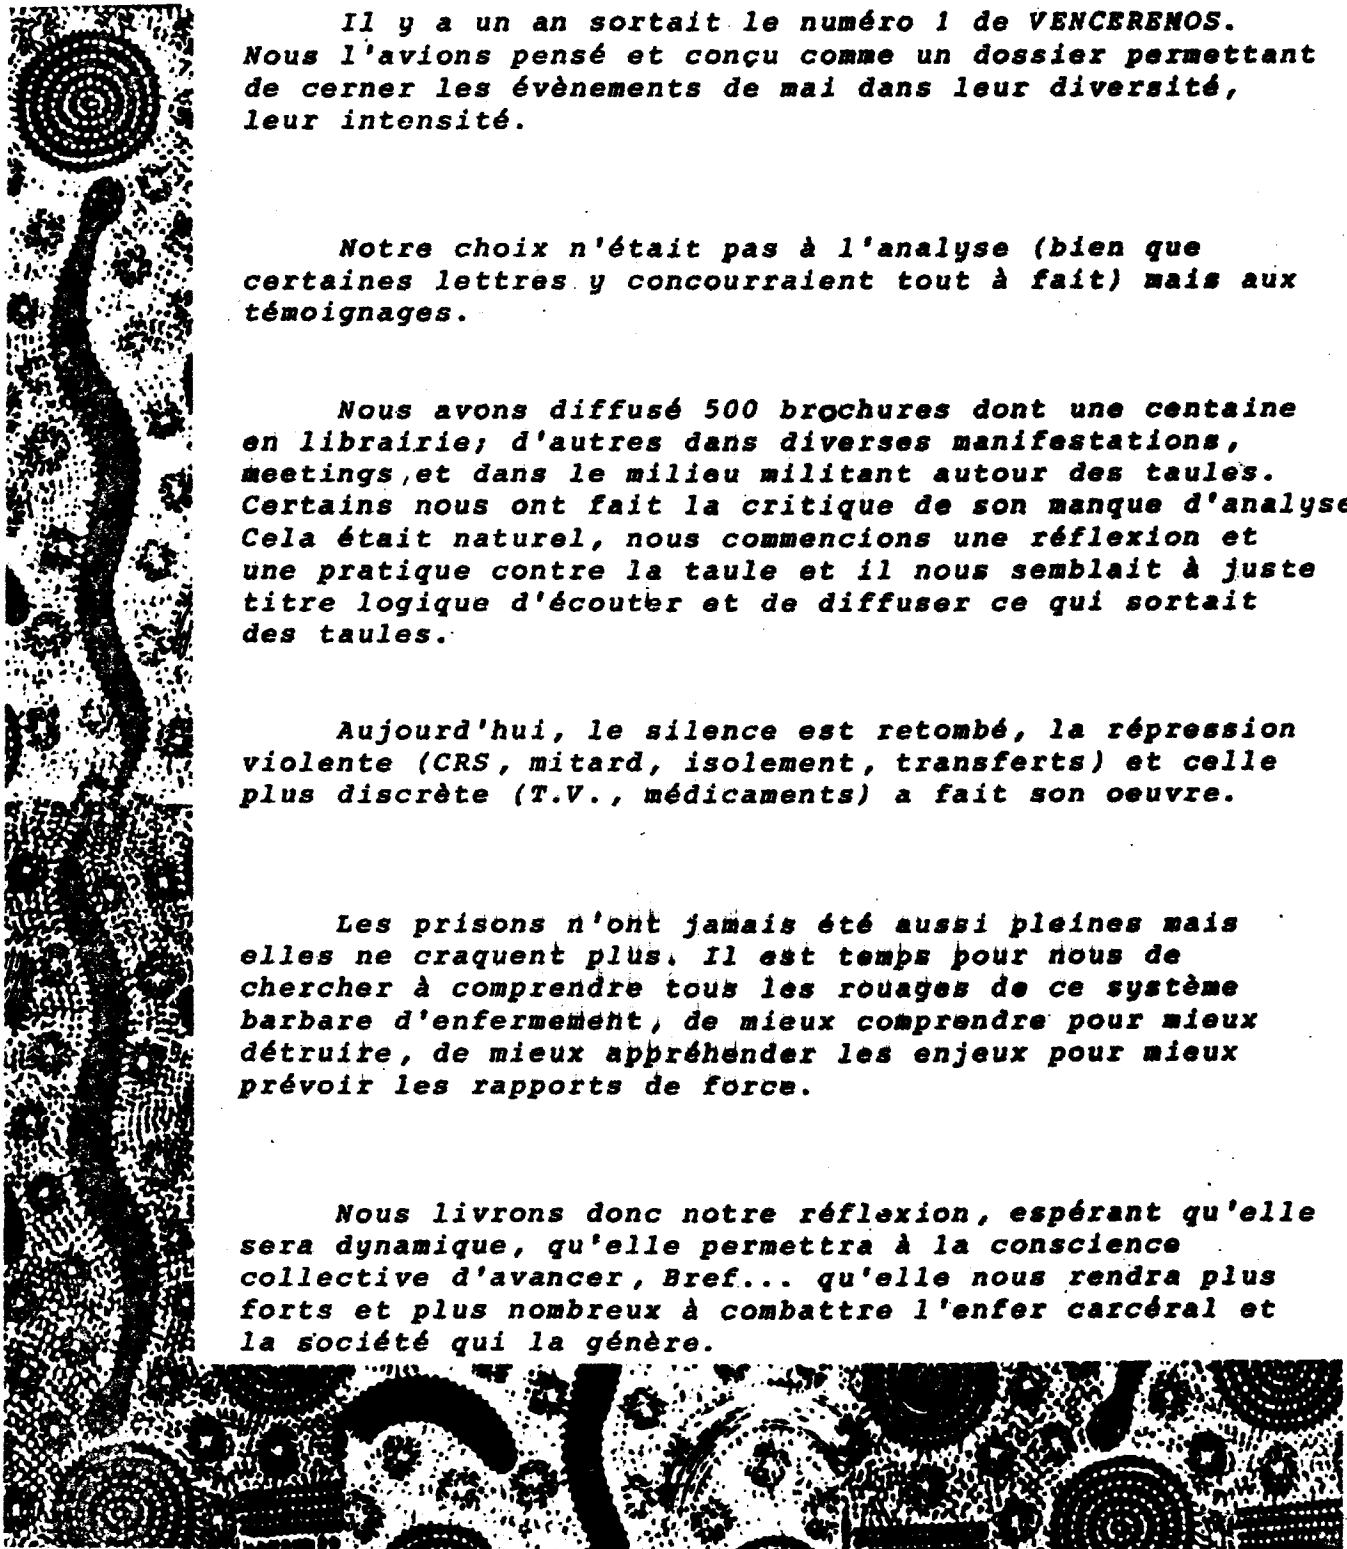 Il y a un an sortait le numéro 1 de VENCEREMOS.
Nous l'avions pensé et conçu comme un dossier permettant
de cerner les évènements de mai dans leur diversité,
leur intensité.
Notre choix n'était pas à l'analyse (bien que
certaines lettres y concourraient tout à fait) mais aux
témoignages.
Nous avons diffusé 500 brochures dont une centaine
en librairie; d'autres dans diverses manifestations,
meetings,et dans le milieu militant autour des taules.
Certains nous ont fait la critique de son manque d'analyse
Cela était naturel, nous commencions une réflexion et
une pratique contre la taule et il nous semblait à juste
titre logique d'écouter et de diffuser ce qui sortait
des taules.
Aujourd'hui, le silence est retombé, la répression
violente (CRS, mitard, isolement, transferts) et celle
plus discrète (T.V., médicaments) a fait son oeuvre.
Les prisons n'ont jamais été aussi pleines mais
elles ne craquent plus. Il est temps pour nous de
chercher à comprendre tous les rouages de ce système
barbare d'enfermement, de mieux comprendre pour mieux
détruire, de mieux appréhender les enjeux pour mieux
prévoir les rapports de force.
Nous livrons donc notre réflexion, espérant qu'elle
sera dynamique, qu'elle permettra à la conscience
collective d'avancer, Bref... qu'elle nous rendra plus
forts et plus nombreux à combattre l'enfer carcéral et
la société qui la génère.